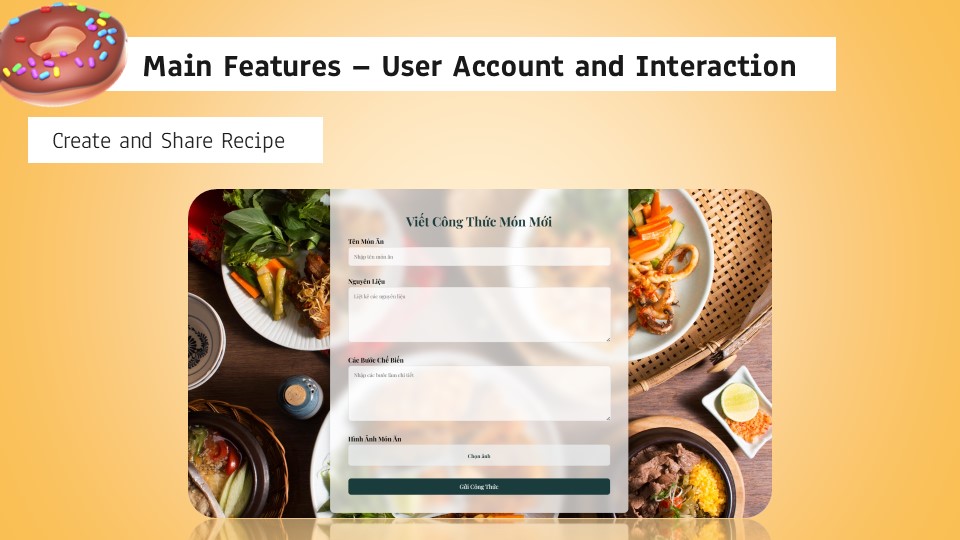 Main Features – User Account and Interaction
Create and Share Recipe
Viết Công Thức Món Mới
Tên Món Ăn
Nhập tên món ăn
Nguyên Liệu
Liệt kê các nguyên liệu
Các Bước Chế Biến
Nhập các bước làm chi tiết
Hình Ảnh Món Ăn
Chọn ảnh
Gửi Công Thức